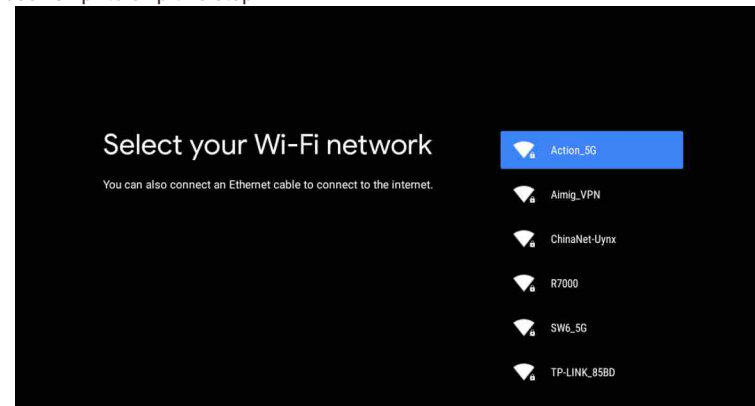 Select your Wi-Fi network
You can also connect an Ethernet cable to connect to the internet.
Action_5G
Aimig_VPN
ChinaNet-Uynx
R7000
SW6_5G
TP-LINK_85BD